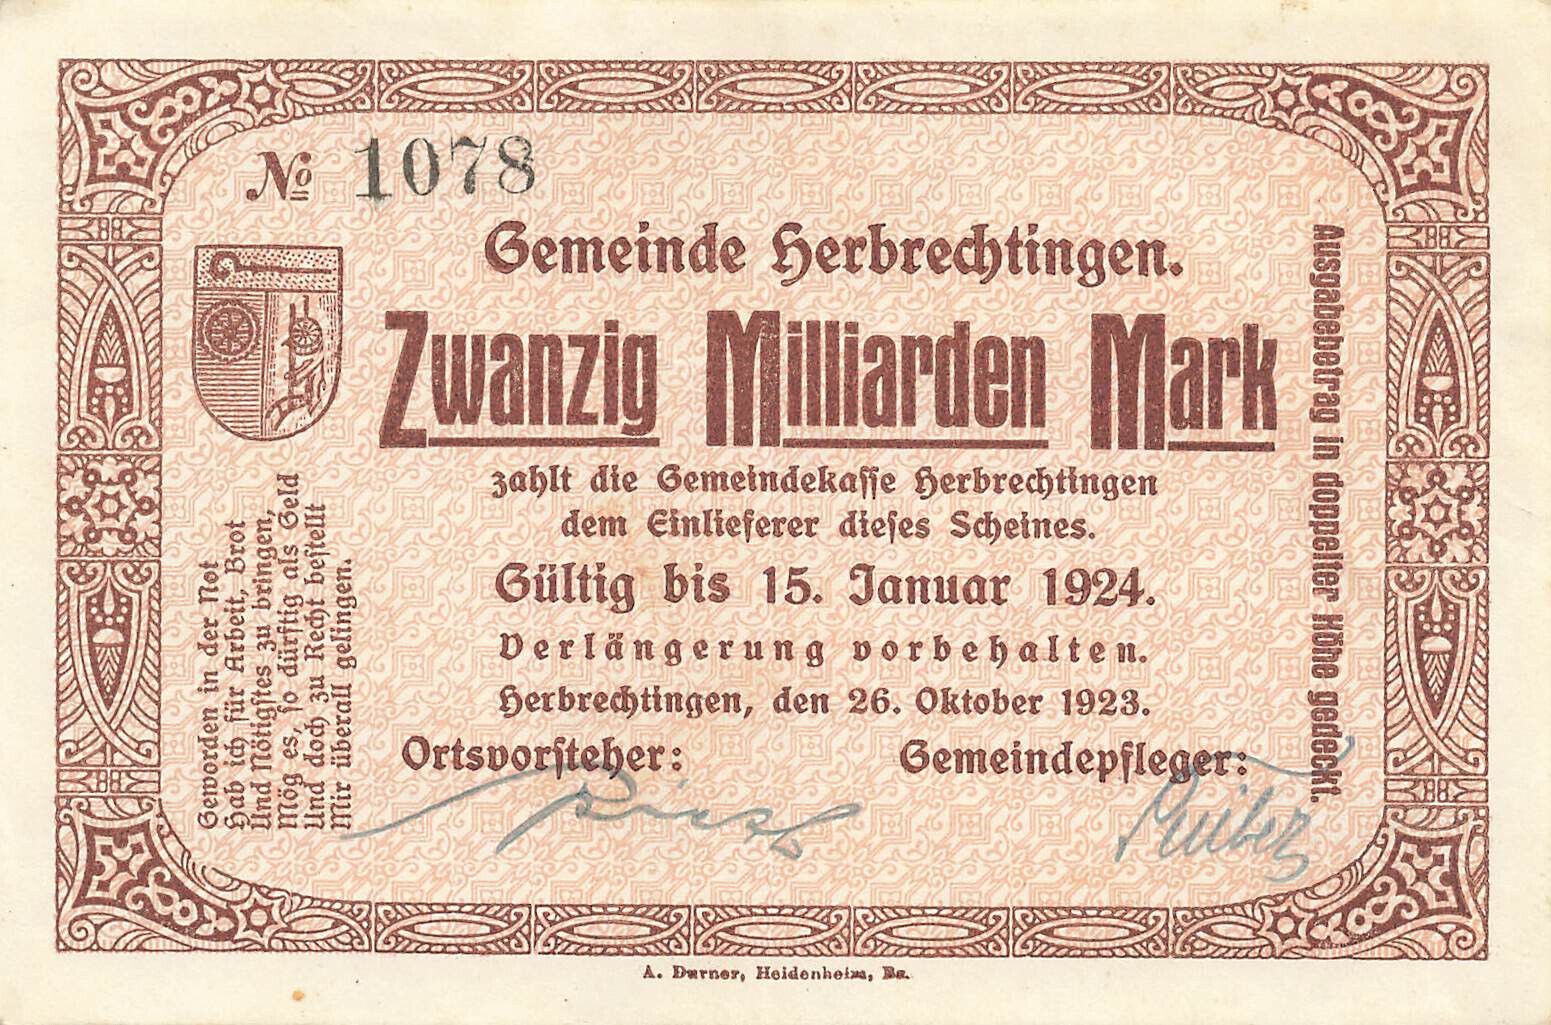 № 1078
Gemeinde Herbrechtingen.
Zwanzig Milliarden Mark
zahlt die Gemeindekasse Herbrechtingen
dem Einlieferer dieses Scheines.
Gültig bis 15. Januar 1924.
Verlängerung vorbehalten.
Herbrechtingen, den 26. Oktober 1923.
Ortsvorsteher: Gemeindepfleger:
Geworden in der Not
Hab ich für Arbeit, Brot
Und Nötigstes zu bringen,
Mög es, so dürftig als Geld
Und doch zu Recht bestellt
Mir überall gelingen.
Ausgabebetrag in doppelter Höhe gedeckt.
A. Durner, Heidenheim, Bz.